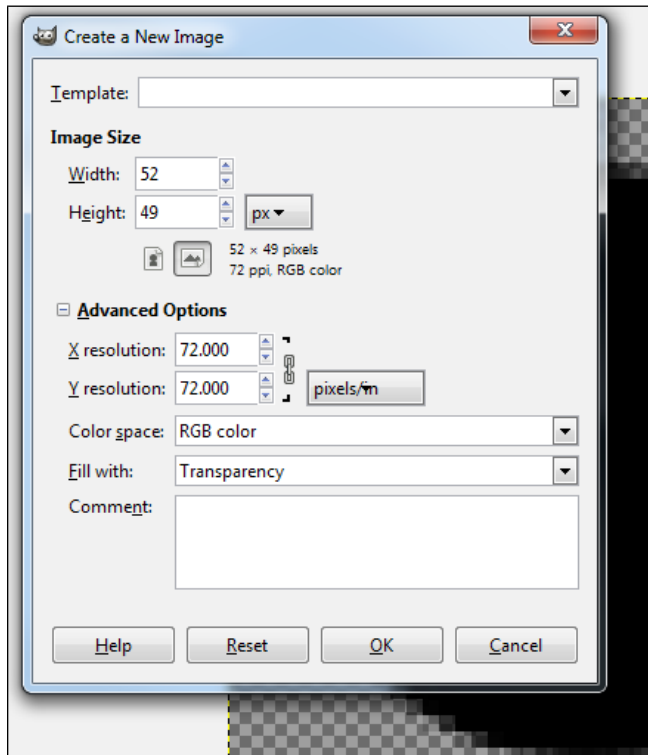 Create a New Image
Template:
Image Size
Width: 52
Height: 49 px
52 × 49 pixels
72 ppi, RGB color
Advanced Options
X resolution: 72.000
Y resolution: 72.000 pixels/in
Color space: RGB color
Fill with: Transparency
Comment:
Help Reset OK Cancel